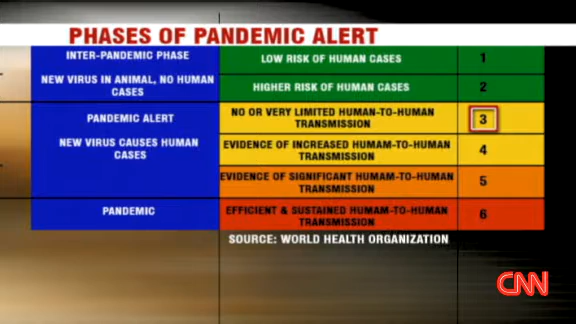 PHASES OF PANDEMIC ALERT
INTER-PANDEMIC PHASE
LOW RISK OF HUMAN CASES
1
NEW VIRUS IN ANIMAL, NO HUMAN
CASES
HIGHER RISK OF HUMAN CASES
2
PANDEMIC ALERT
NO OR VERY LIMITED HUMAN-TO-HUMAN
TRANSMISSION
3
NEW VIRUS CAUSES HUMAN
CASES
EVIDENCE OF INCREASED HUMAM-TO-HUMAN
TRANSMISSION
4
EVIDENCE OF SIGNIFICANT HUMAM-TO-HUMAN
TRANSMISSION
5
PANDEMIC
EFFICIENT & SUSTAINED HUMAM-TO-HUMAN
TRANSMISSION
6
SOURCE: WORLD HEALTH ORGANIZATION
CNN